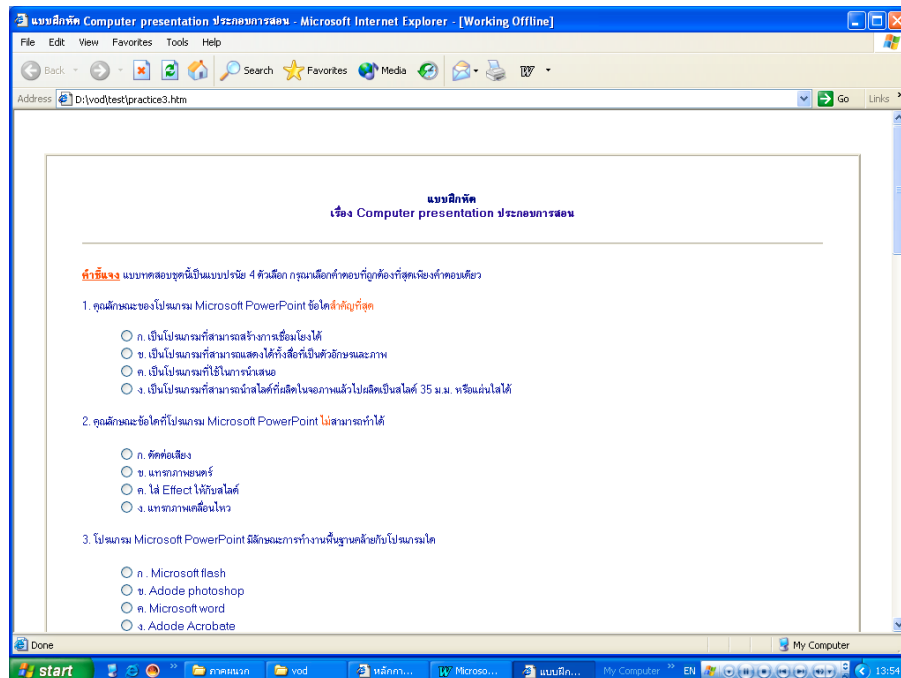 แบบฝึกหัด Computer presentation ประกอบการสอน - Microsoft Internet Explorer - [Working Offline]
File Edit View Favorites Tools Help
Back Search Favorites Media
Address D:\vod\test\practice3.htm Go Links
แบบฝึกหัด
เรื่อง Computer presentation ประกอบการสอน
คำชี้แจง แบบทดสอบชุดนี้เป็นแบบปรนัย 4 ตัวเลือก กรุณาเลือกคำตอบที่ถูกต้องที่สุดเพียงคำตอบเดียว
1. คุณลักษณะของโปรแกรม Microsoft PowerPoint ข้อใดสำคัญที่สุด
ก. เป็นโปรแกรมที่สามารถสร้างการเชื่อมโยงได้
ข. เป็นโปรแกรมที่สามารถแสดงได้ทั้งสื่อที่เป็นตัวอักษรและภาพ
ค. เป็นโปรแกรมที่ใช้ในการนำเสนอ
ง. เป็นโปรแกรมที่สามารถนำสไลด์ที่ผลิตในจอภาพแล้วไปผลิตเป็นสไลด์ 35 ม.ม. หรือแผ่นใสได้
2. คุณลักษณะข้อใดที่โปรแกรม Microsoft PowerPoint ไม่สามารถทำได้
ก. ตัดต่อเสียง
ข. แทรกภาพยนตร์
ค. ใส่ Effect ให้กับสไลด์
ง. แทรกภาพเคลื่อนไหว
3. โปรแกรม Microsoft PowerPoint มีลักษณะการทำงานพื้นฐานคล้ายกับโปรแกรมใด
ก . Microsoft flash
ข. Adode photoshop
ค. Microsoft word
ง. Adode Acrobate
Done My Computer
start ภาคผนวก vod หลักกา... Microso... แบบฝึก... My Computer EN 13:54